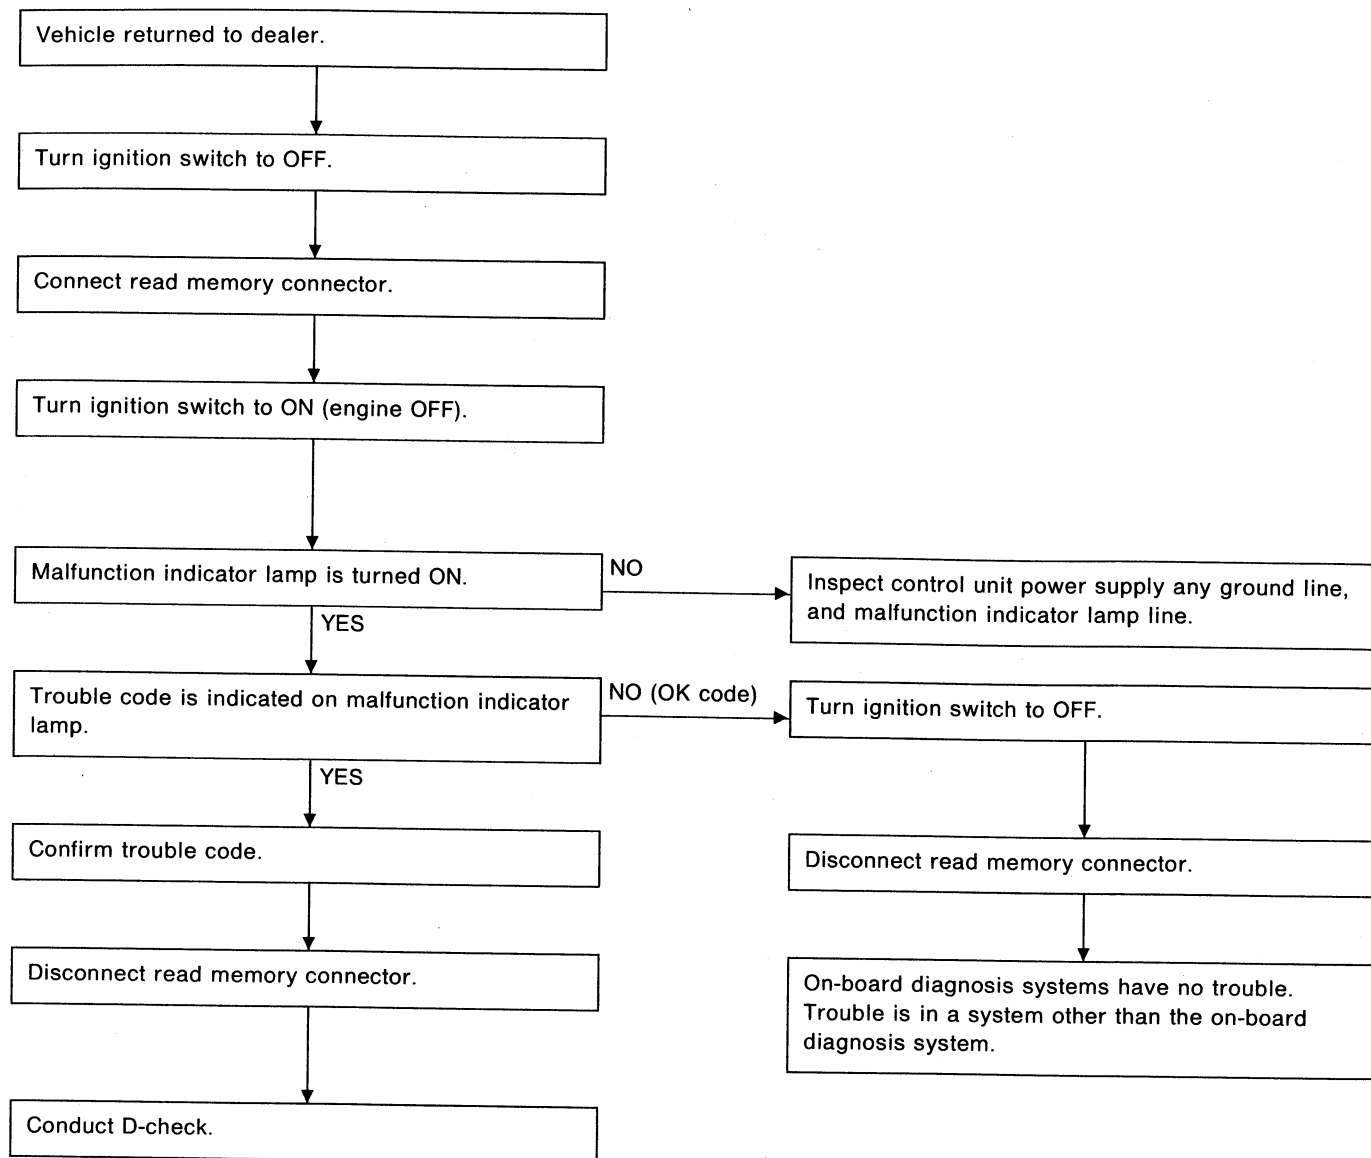 Vehicle returned to dealer.
Turn ignition switch to OFF.
Connect read memory connector.
Turn ignition switch to ON (engine OFF).
Malfunction indicator lamp is turned ON.
NO
Inspect control unit power supply any ground line,
and malfunction indicator lamp line.
YES
Trouble code is indicated on malfunction indicator
lamp.
NO (OK code)
Turn ignition switch to OFF.
YES
Confirm trouble code.
Disconnect read memory connector.
Disconnect read memory connector.
On-board diagnosis systems have no trouble.
Trouble is in a system other than the on-board
diagnosis system.
Conduct D-check.